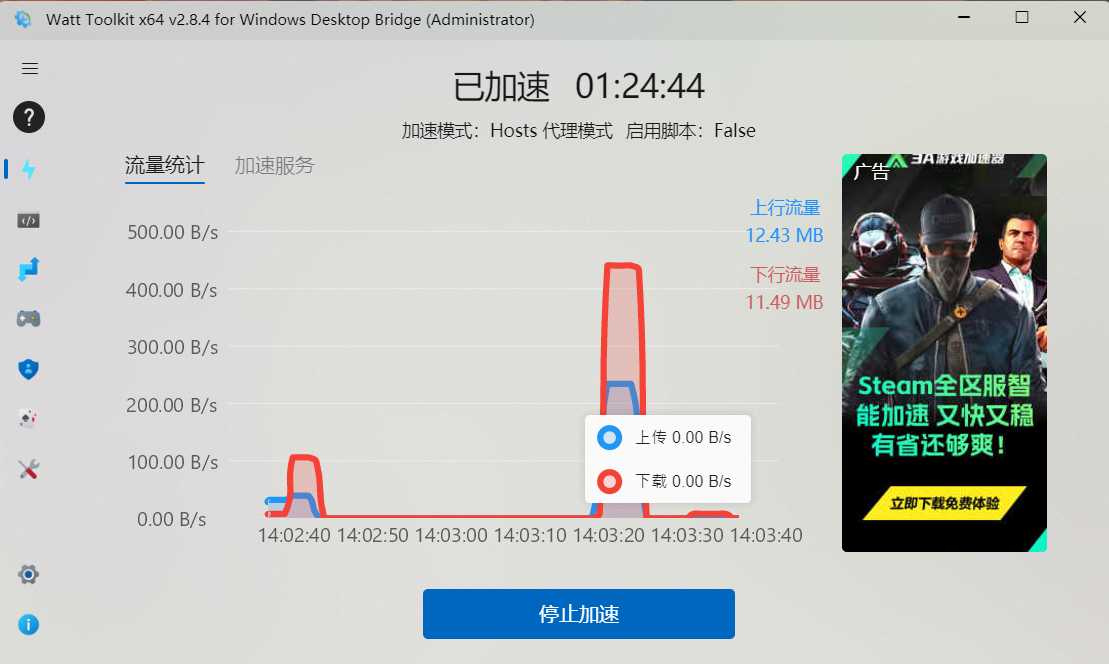 Watt Toolkit x64 v2.8.4 for Windows Desktop Bridge (Administrator)
已加速 01:24:44
加速模式：Hosts 代理模式 启用脚本：False
流量统计 加速服务
上行流量
12.43 MB
下行流量
11.49 MB
500.00 B/s
400.00 B/s
300.00 B/s
200.00 B/s
100.00 B/s
0.00 B/s
上传 0.00 B/s
下载 0.00 B/s
14:02:40 14:02:50 14:03:00 14:03:10 14:03:20 14:03:30 14:03:40
广告
3A游戏加速器
Steam全区服智
能加速 又快又稳
有省还够爽！
立即下载免费体验
停止加速